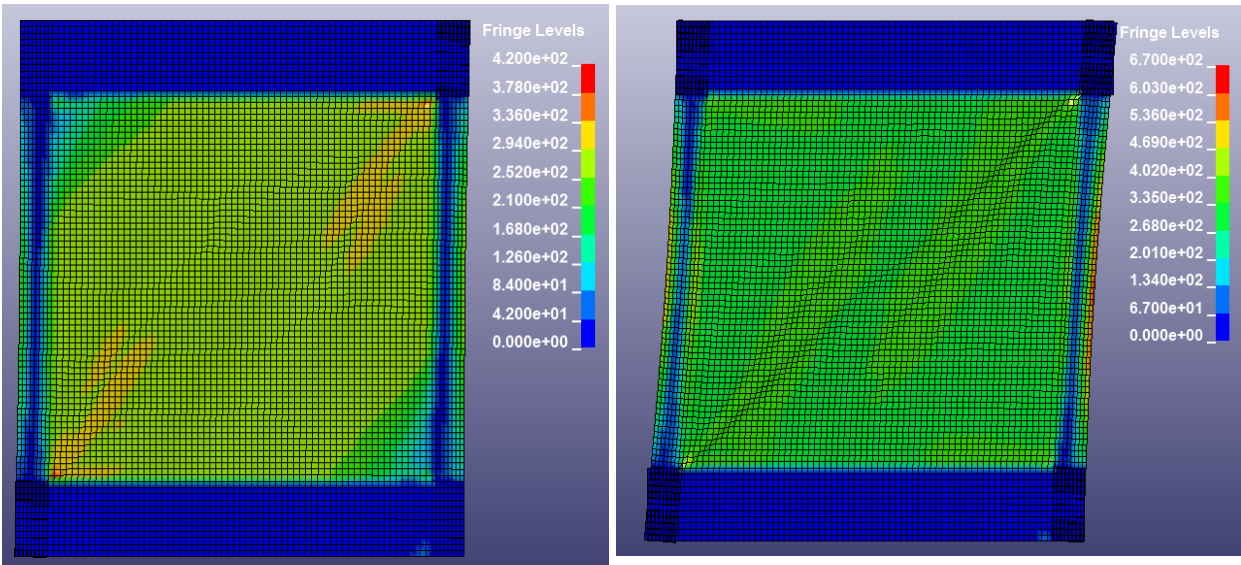 Fringe Levels
4.200e+02
3.780e+02
3.360e+02
2.940e+02
2.520e+02
2.100e+02
1.680e+02
1.260e+02
8.400e+01
4.200e+01
0.000e+00
Fringe Levels
6.700e+02
6.030e+02
5.360e+02
4.690e+02
4.020e+02
3.350e+02
2.680e+02
2.010e+02
1.340e+02
6.700e+01
0.000e+00